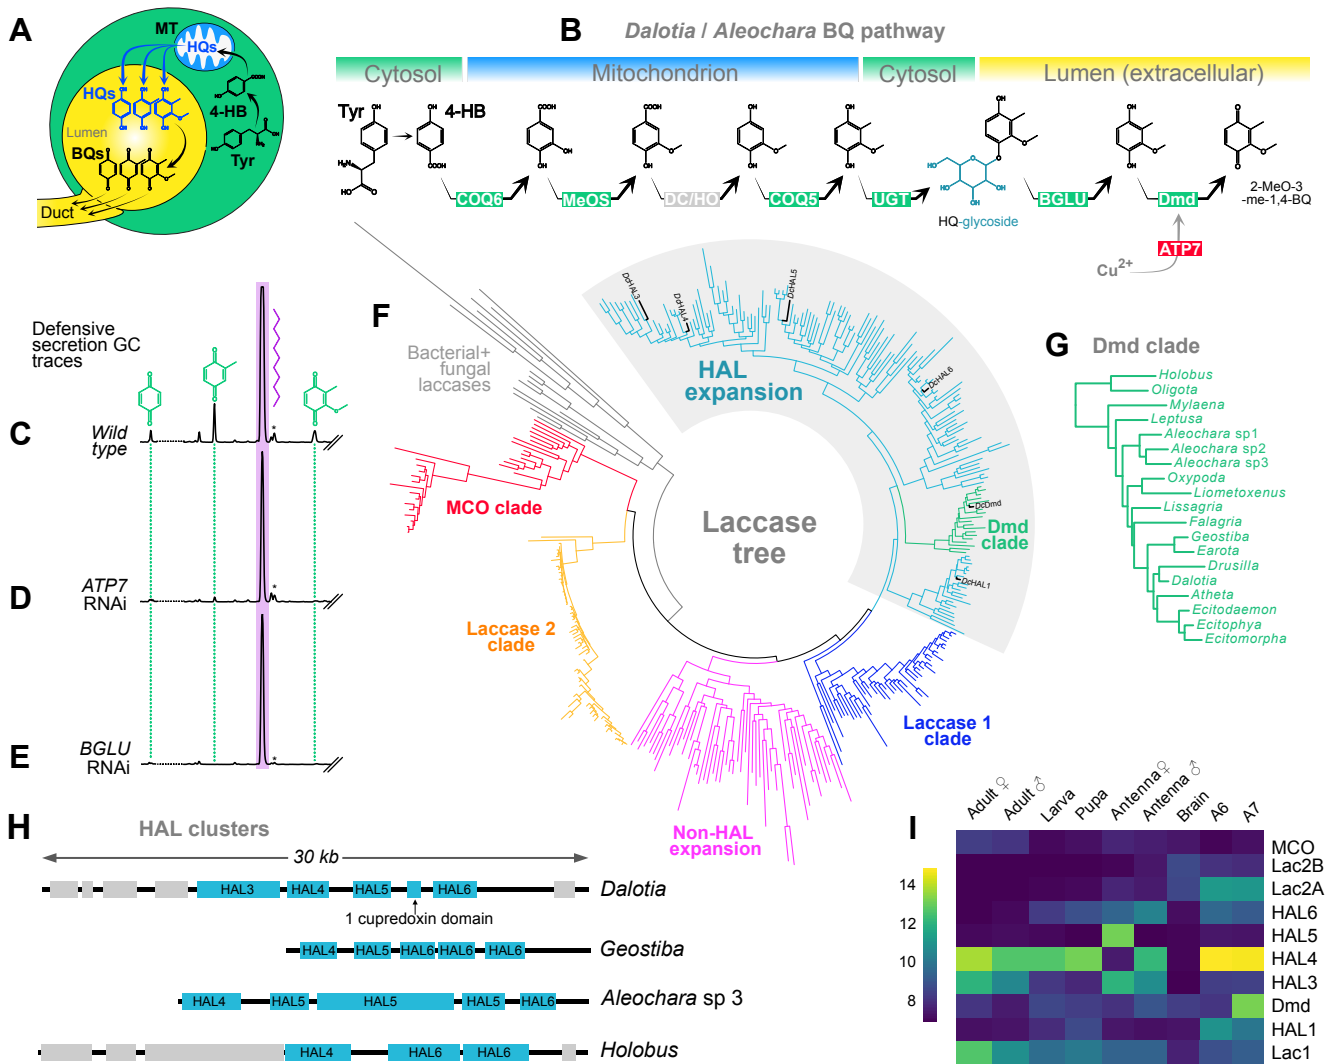 A
MT
HQs
HQs
4-HB
Lumen
BQs
Tyr
Duct
B
Dalotia / Aleochara BQ pathway
Cytosol
Mitochondrion
Cytosol
Lumen (extracellular)
Tyr
4-HB
COQ6
MeOS
DC/HO
COQ5
UGT
HQ-glycoside
BGLU
Dmd
2-MeO-3
-me-1,4-BQ
ATP7
Cu2+
Defensive
secretion GC
traces
C
Wild
type
*
D
ATP7
RNAi
*
E
BGLU
RNAi
*
F
Bacterial+
fungal
laccases
HAL
expansion
DcHAL3
DcHAL4
DcHAL5
DcHAL6
DcDmd
DcHAL1
MCO clade
Laccase
tree
Dmd
clade
Laccase 2
clade
Laccase 1
clade
Non-HAL
expansion
G
Dmd clade
Holobus
Oligota
Mylaena
Leptusa
Aleochara sp1
Aleochara sp2
Aleochara sp3
Oxypoda
Liometoxenus
Lissagria
Falagria
Geostiba
Earota
Drusilla
Dalotia
Atheta
Ecitodaemon
Ecitophya
Ecitomorpha
H
HAL clusters
30 kb
HAL3 HAL4 HAL5 HAL6
Dalotia
1 cupredoxin domain
HAL4 HAL5 HAL6 HAL6 HAL6
Geostiba
HAL4 HAL5 HAL5 HAL5 HAL6
Aleochara sp 3
HAL4 HAL6 HAL6
Holobus
I
Adult ♀
Adult ♂
Larva
Pupa
Antenna ♀
Antenna ♂
Brain
A6
A7
14
12
10
8
MCO
Lac2B
Lac2A
HAL6
HAL5
HAL4
HAL3
Dmd
HAL1
Lac1